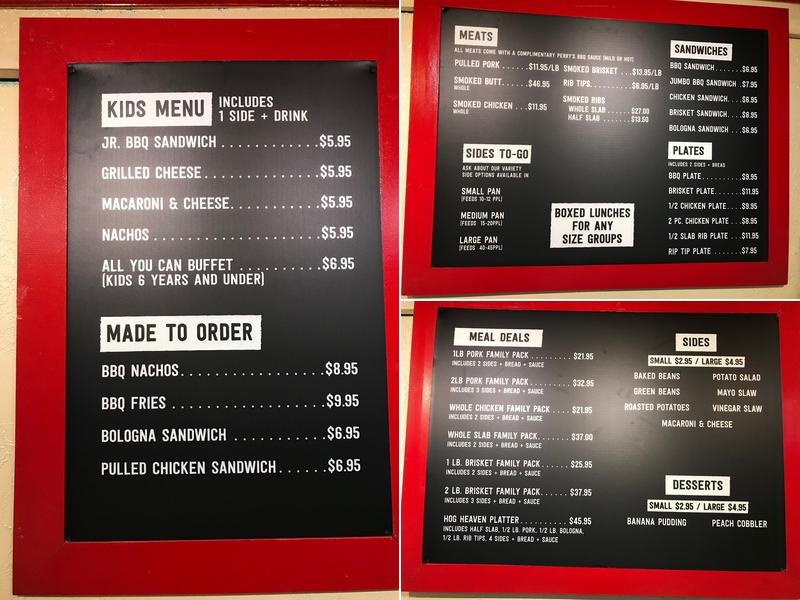 KIDS MENU INCLUDES
1 SIDE + DRINK
JR. BBQ SANDWICH . . . . . . . . . . . . $5.95
GRILLED CHEESE. . . . . . . . . . . . . . $5.95
MACARONI & CHEESE. . . . . . . . . . . $5.95
NACHOS . . . . . . . . . . . . . . . . . . . . $5.95
ALL YOU CAN BUFFET . . . . . . . . . . $6.95
(KIDS 6 YEARS AND UNDER)
MADE TO ORDER
BBQ NACHOS. . . . . . . . . . . . . . . . . $8.95
BBQ FRIES . . . . . . . . . . . . . . . . . . $9.95
BOLOGNA SANDWICH . . . . . . . . . . $6.95
PULLED CHICKEN SANDWICH. . . . . . $6.95
MEATS
ALL MEATS COME WITH A COMPLIMENTARY PERRY'S BBQ SAUCE (MILD OR HOT)
PULLED PORK . . . . . $11.95/LB
SMOKED BUTT. . . . . $46.95
WHOLE
SMOKED CHICKEN . . . $11.95
WHOLE
SMOKED BRISKET . . . $13.95/LB
RIB TIPS. . . . . . . . . $6.95/LB
SMOKED RIBS
WHOLE SLAB . . . . . . . $27.00
HALF SLAB . . . . . . . . $13.50
SIDES TO-GO
ASK ABOUT OUR VARIETY
SIDE OPTIONS AVAILABLE IN
SMALL PAN
(FEEDS 10-12 PPL)
MEDIUM PAN
(FEEDS 15-20PPL)
LARGE PAN
(FEEDS 40-45PPL)
BOXED LUNCHES
FOR ANY
SIZE GROUPS
SANDWICHES
BBQ SANDWICH. . . . . . $6.95
JUMBO BBQ SANDWICH . $7.95
CHICKEN SANDWICH. . . $6.95
BRISKET SANDWICH. . . $8.95
BOLOGNA SANDWICH . . $6.95
PLATES
INCLUDES 2 SIDES + BREAD
BBQ PLATE. . . . . . . . . $9.95
BRISKET PLATE. . . . . . $11.95
1/2 CHICKEN PLATE . . . $9.95
2 PC. CHICKEN PLATE . . $8.95
1/2 SLAB RIB PLATE . . . $11.95
RIP TIP PLATE . . . . . . . $7.95
MEAL DEALS
1LB PORK FAMILY PACK . . . . . . . . . $21.95
INCLUDES 2 SIDES + BREAD + SAUCE
2LB PORK FAMILY PACK . . . . . . . . . $32.95
INCLUDES 3 SIDES + BREAD + SAUCE
WHOLE CHICKEN FAMILY PACK . . . . . $21.95
INCLUDES 2 SIDES + BREAD + SAUCE
WHOLE SLAB FAMILY PACK . . . . . . . $37.00
INCLUDES 2 SIDES + BREAD + SAUCE
1 LB. BRISKET FAMILY PACK . . . . . . $25.95
INCLUDES 2 SIDES + BREAD + SAUCE
2 LB. BRISKET FAMILY PACK. . . . . . $37.95
INCLUDES 3 SIDES + BREAD + SAUCE
HOG HEAVEN PLATTER . . . . . . . . . . $45.95
INCLUDES HALF SLAB, 1/2 LB. PORK, 1/2 LB. BOLOGNA,
1/2 LB. RIB TIPS, 4 SIDES + BREAD + SAUCE
SIDES
SMALL $2.95 / LARGE $4.95
BAKED BEANS POTATO SALAD
GREEN BEANS MAYO SLAW
ROASTED POTATOES VINEGAR SLAW
MACARONI & CHEESE
DESSERTS
SMALL $2.95 / LARGE $4.95
BANANA PUDDING PEACH COBBLER